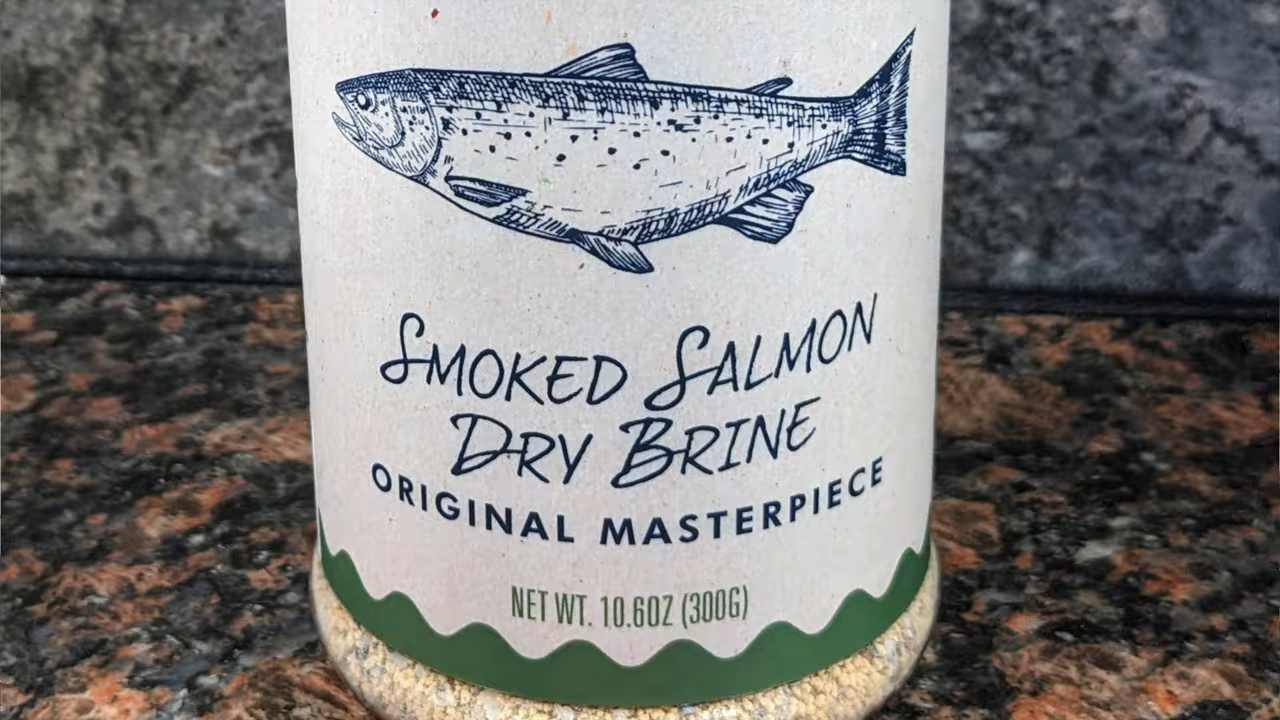 SMOKED SALMON
DRY BRINE
ORIGINAL MASTERPIECE
NET WT. 10.6OZ (300G)